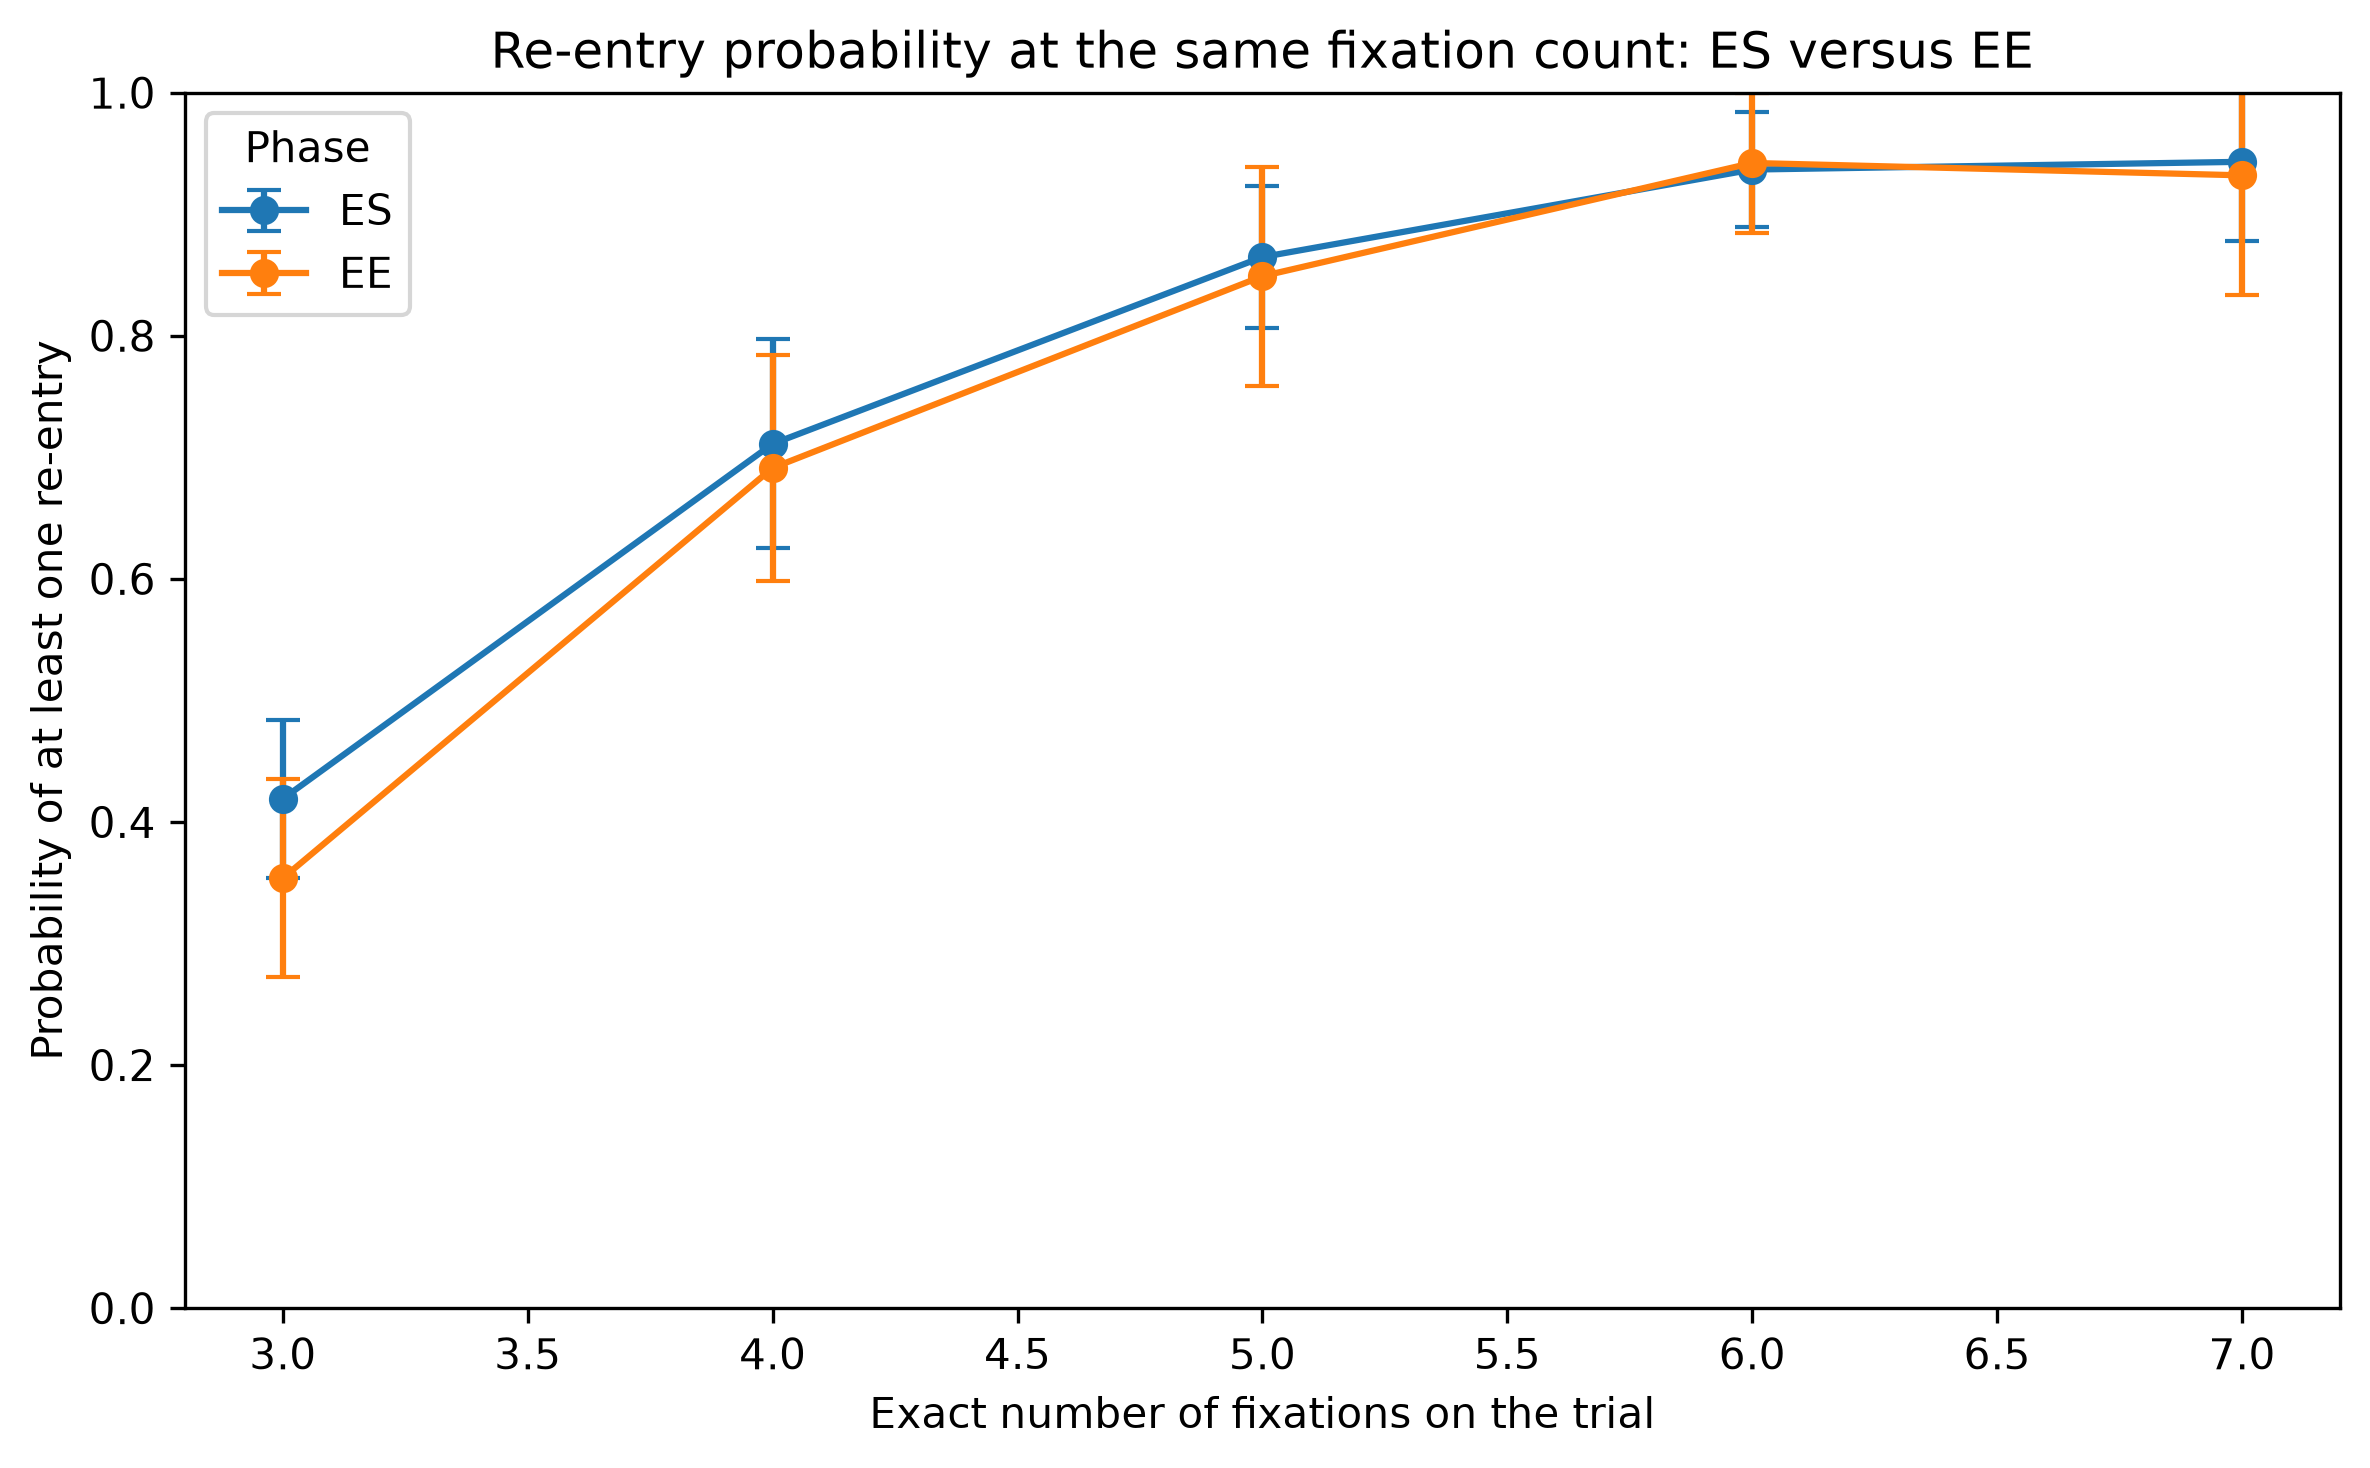 Re-entry probability at the same fixation count: ES versus EE
Phase
ES
EE
Probability of at least one re-entry
1.0
0.8
0.6
0.4
0.2
0.0
3.0 3.5 4.0 4.5 5.0 5.5 6.0 6.5 7.0
Exact number of fixations on the trial